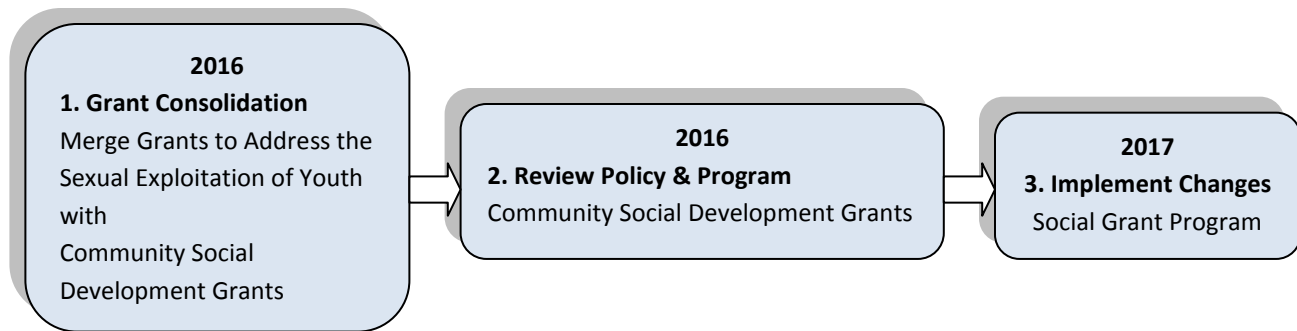 2016
1. Grant Consolidation
Merge Grants to Address the
Sexual Exploitation of Youth
with
Community Social
Development Grants
2016
2. Review Policy & Program
Community Social Development Grants
2017
3. Implement Changes
Social Grant Program